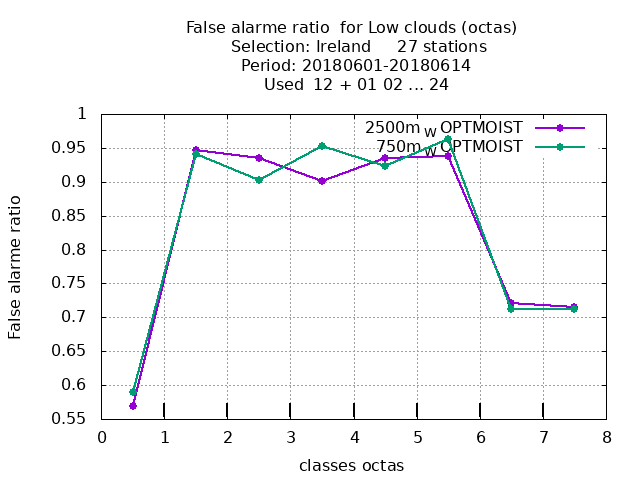 False alarme ratio  for Low clouds (octas)
Selection: Ireland     27 stations
Period: 20180601-20180614
Used  12 + 01 02 ... 24
2500m W OPTMOIST
750m W OPTMOIST
1
0.95
0.9
0.85
0.8
0.75
0.7
0.65
0.6
0.55
False alarme ratio
0 1 2 3 4 5 6 7 8
classes octas